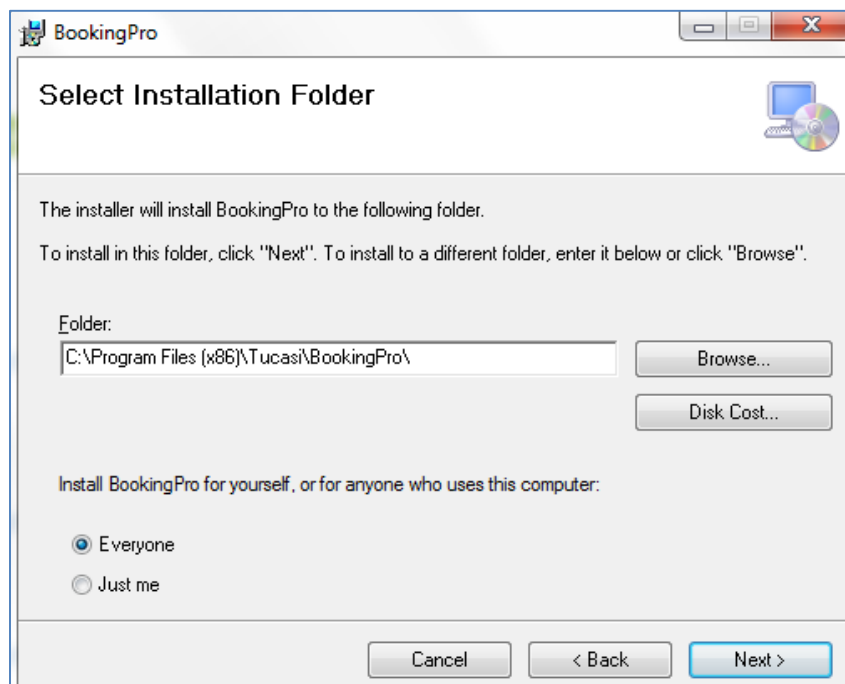 BookingPro
Select Installation Folder
The installer will install BookingPro to the following folder.
To install in this folder, click "Next". To install to a different folder, enter it below or click "Browse".
Folder:
C:\Program Files (x86)\Tucasi\BookingPro\
Browse...
Disk Cost...
Install BookingPro for yourself, or for anyone who uses this computer:
Everyone
Just me
Cancel
< Back
Next >